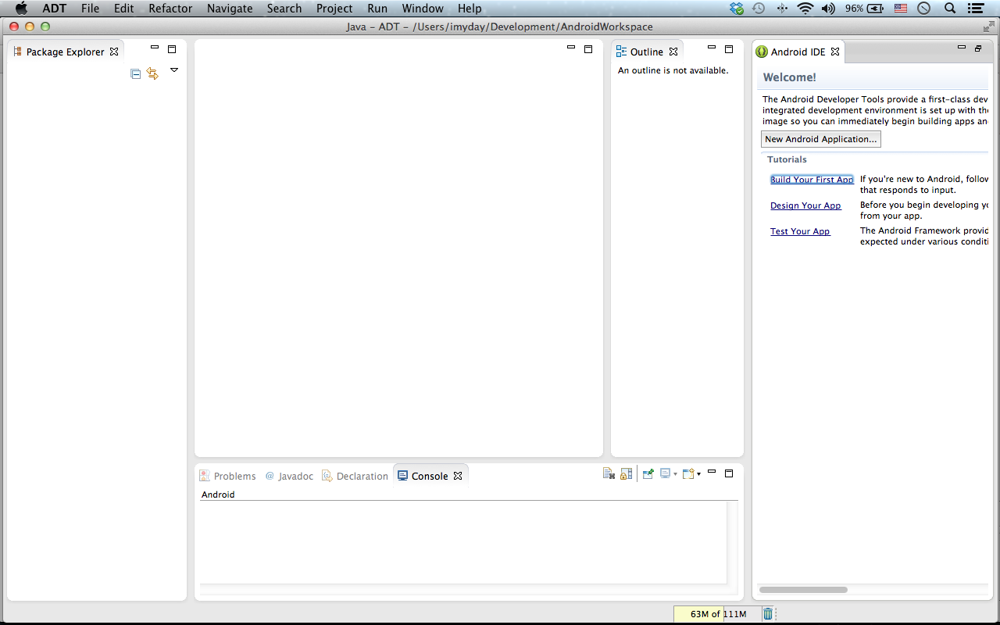 ADT File Edit Refactor Navigate Search Project Run Window Help 96%
Java – ADT – /Users/imyday/Development/AndroidWorkspace
Package Explorer
Outline
An outline is not available.
Android IDE
Welcome!
The Android Developer Tools provide a first-class dev
integrated development environment is set up with the
image so you can immediately begin building apps an
New Android Application...
Tutorials
Build Your First App
If you're new to Android, follow
that responds to input.
Design Your App
Before you begin developing yo
from your app.
Test Your App
The Android Framework provid
expected under various conditi
Problems @ Javadoc Declaration Console
Android
63M of 111M